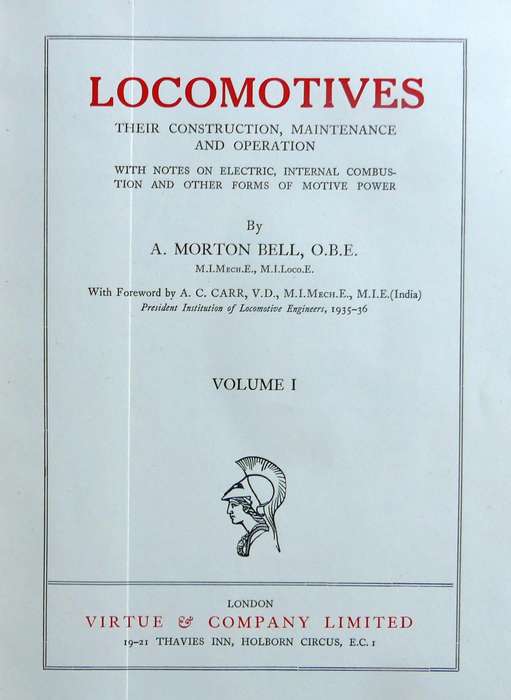 LOCOMOTIVES
THEIR CONSTRUCTION, MAINTENANCE
AND OPERATION
WITH NOTES ON ELECTRIC, INTERNAL COMBUS-
TION AND OTHER FORMS OF MOTIVE POWER
By
A. MORTON BELL, O.B.E.
M.I.MECH.E., M.I.LOCO.E.
With Foreword by A. C. CARR, V.D., M.I.MECH.E., M.I.E.(India)
President Institution of Locomotive Engineers, 1935-36
VOLUME I
LONDON
VIRTUE & COMPANY LIMITED
19-21 THAVIES INN, HOLBORN CIRCUS, E.C. 1